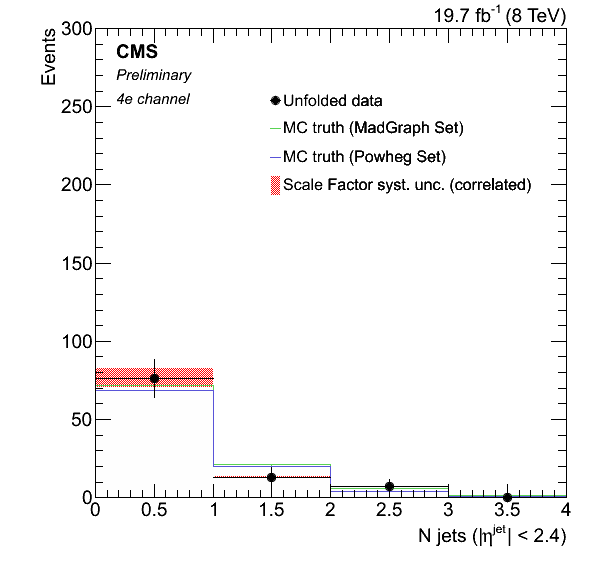 19.7 fb⁻¹ (8 TeV)
Events
CMS
Preliminary
4e channel
Unfolded data
MC truth (MadGraph Set)
MC truth (Powheg Set)
Scale Factor syst. unc. (correlated)
300
250
200
150
100
50
0
0 0.5 1 1.5 2 2.5 3 3.5 4
N jets (|η^jet| < 2.4)